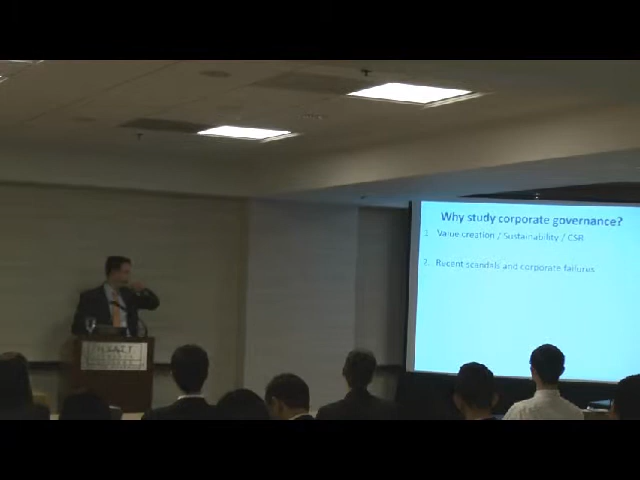 Why study corporate governance?
1. Value creation / Sustainability / CSR
2. Recent scandals and corporate failures
HYATT